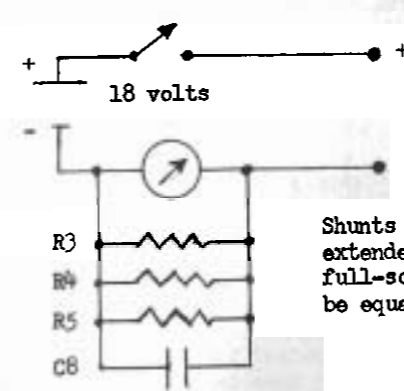 + +
18 volts
-
R3
R4
R5
C8
Shunts
extende
full-sc
be equa